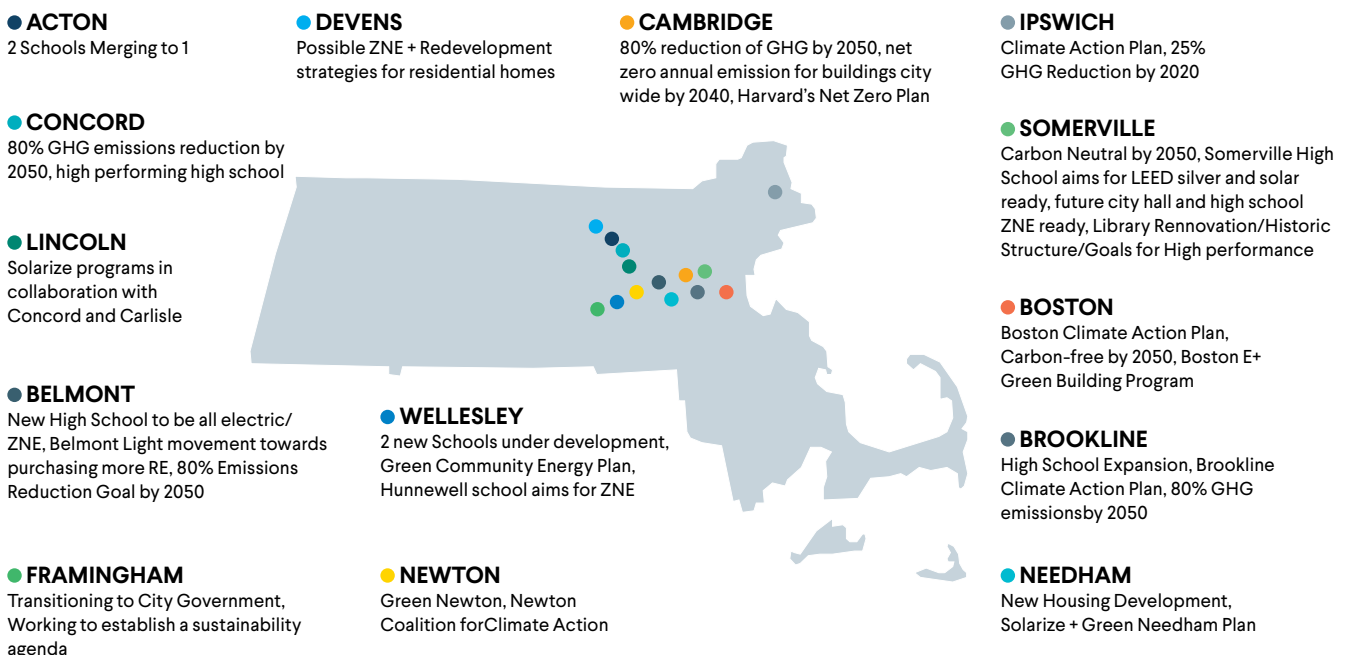 ACTON
2 Schools Merging to 1
DEVENS
Possible ZNE + Redevelopment
strategies for residential homes
CAMBRIDGE
80% reduction of GHG by 2050, net
zero annual emission for buildings city
wide by 2040, Harvard's Net Zero Plan
IPSWICH
Climate Action Plan, 25%
GHG Reduction by 2020
CONCORD
80% GHG emissions reduction by
2050, high performing high school
SOMERVILLE
Carbon Neutral by 2050, Somerville High
School aims for LEED silver and solar
ready, future city hall and high school
ZNE ready, Library Rennovation/Historic
Structure/Goals for High performance
LINCOLN
Solarize programs in
collaboration with
Concord and Carlisle
BOSTON
Boston Climate Action Plan,
Carbon-free by 2050, Boston E+
Green Building Program
BELMONT
New High School to be all electric/
ZNE, Belmont Light movement towards
purchasing more RE, 80% Emissions
Reduction Goal by 2050
WELLESLEY
2 new Schools under development,
Green Community Energy Plan,
Hunnewell school aims for ZNE
BROOKLINE
High School Expansion, Brookline
Climate Action Plan, 80% GHG
emissionsby 2050
FRAMINGHAM
Transitioning to City Government,
Working to establish a sustainability
agenda
NEWTON
Green Newton, Newton
Coalition forClimate Action
NEEDHAM
New Housing Development,
Solarize + Green Needham Plan